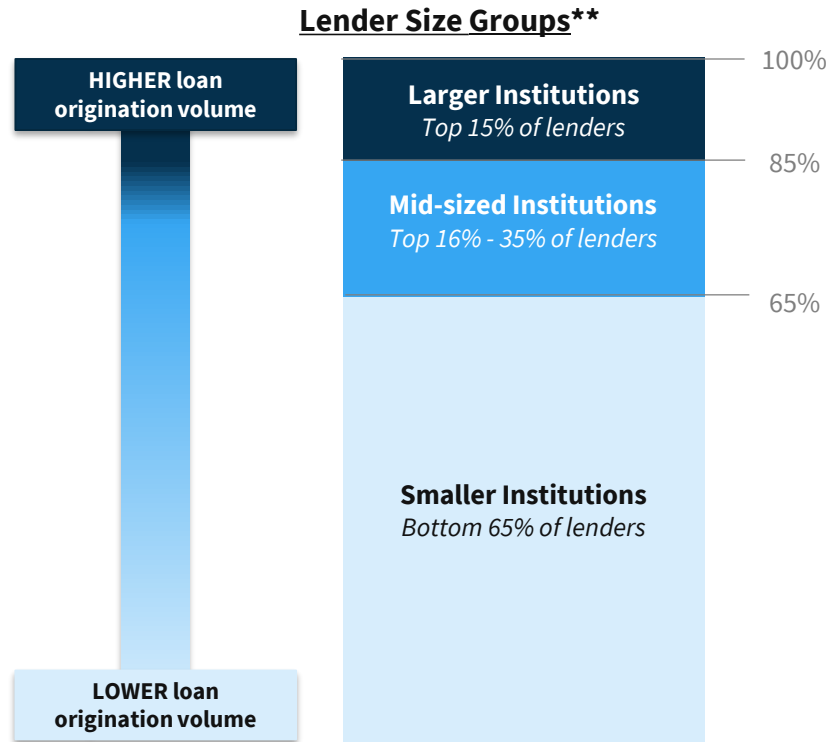 Lender Size Groups**
HIGHER loan
origination volume
LOWER loan
origination volume
Larger Institutions
Top 15% of lenders
Mid-sized Institutions
Top 16% - 35% of lenders
Smaller Institutions
Bottom 65% of lenders
100%
85%
65%